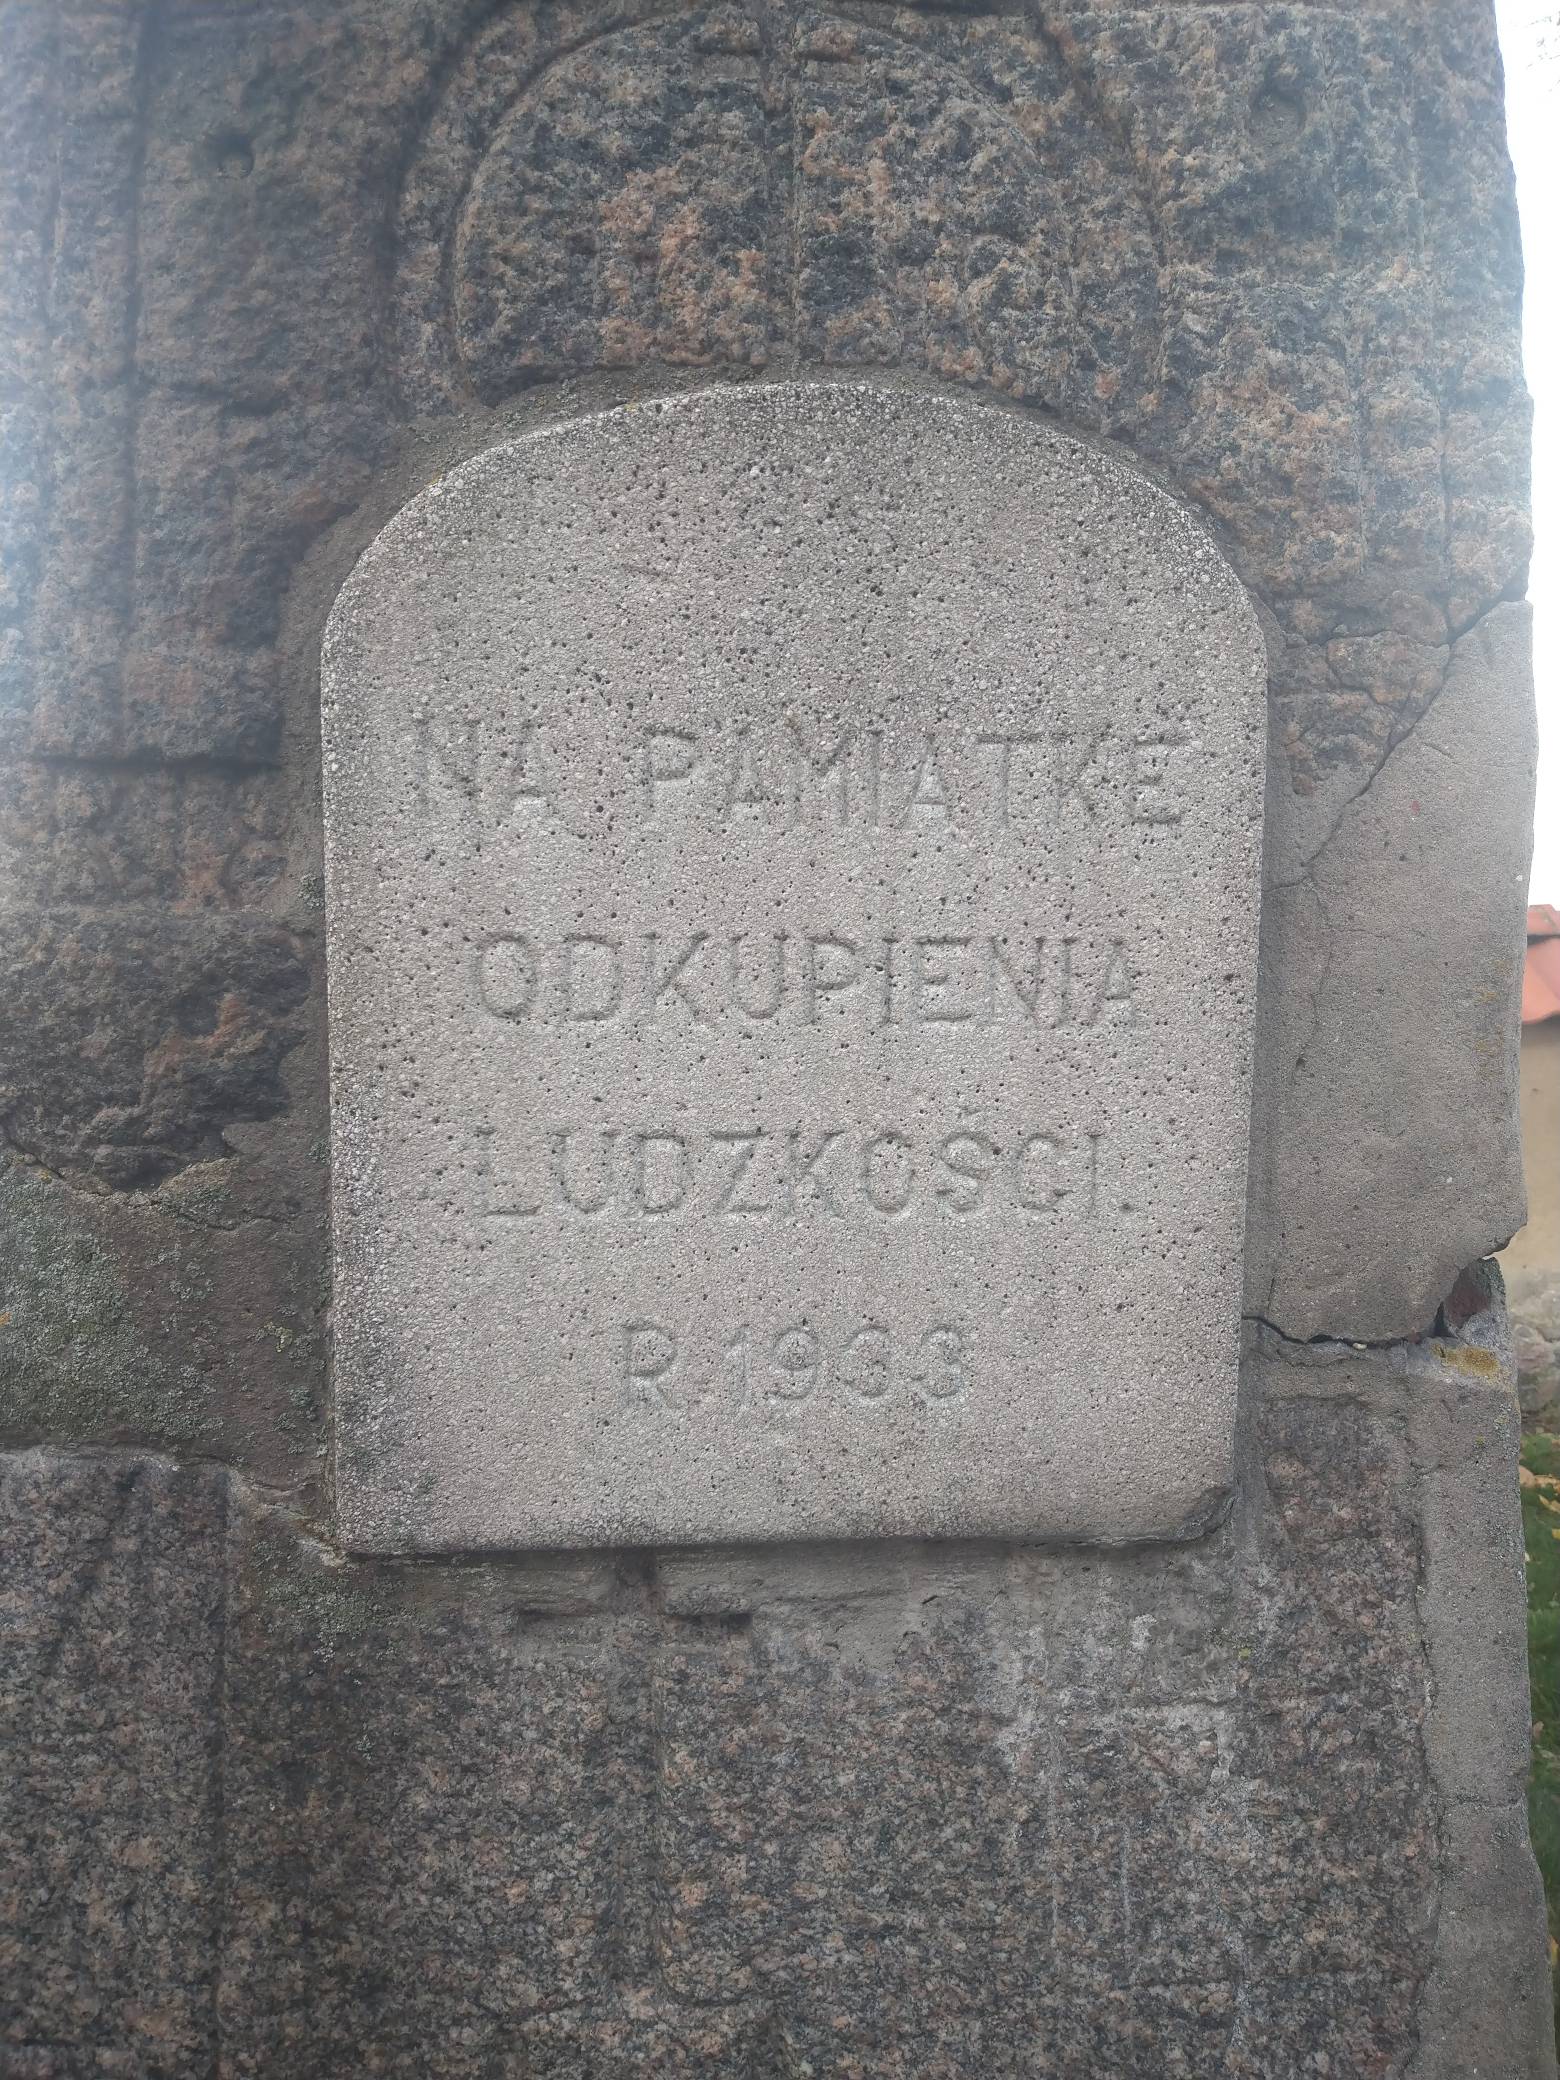 NA PAMIATKE
ODKUPIENIA
LUDZKOŚCI.
R. 1933